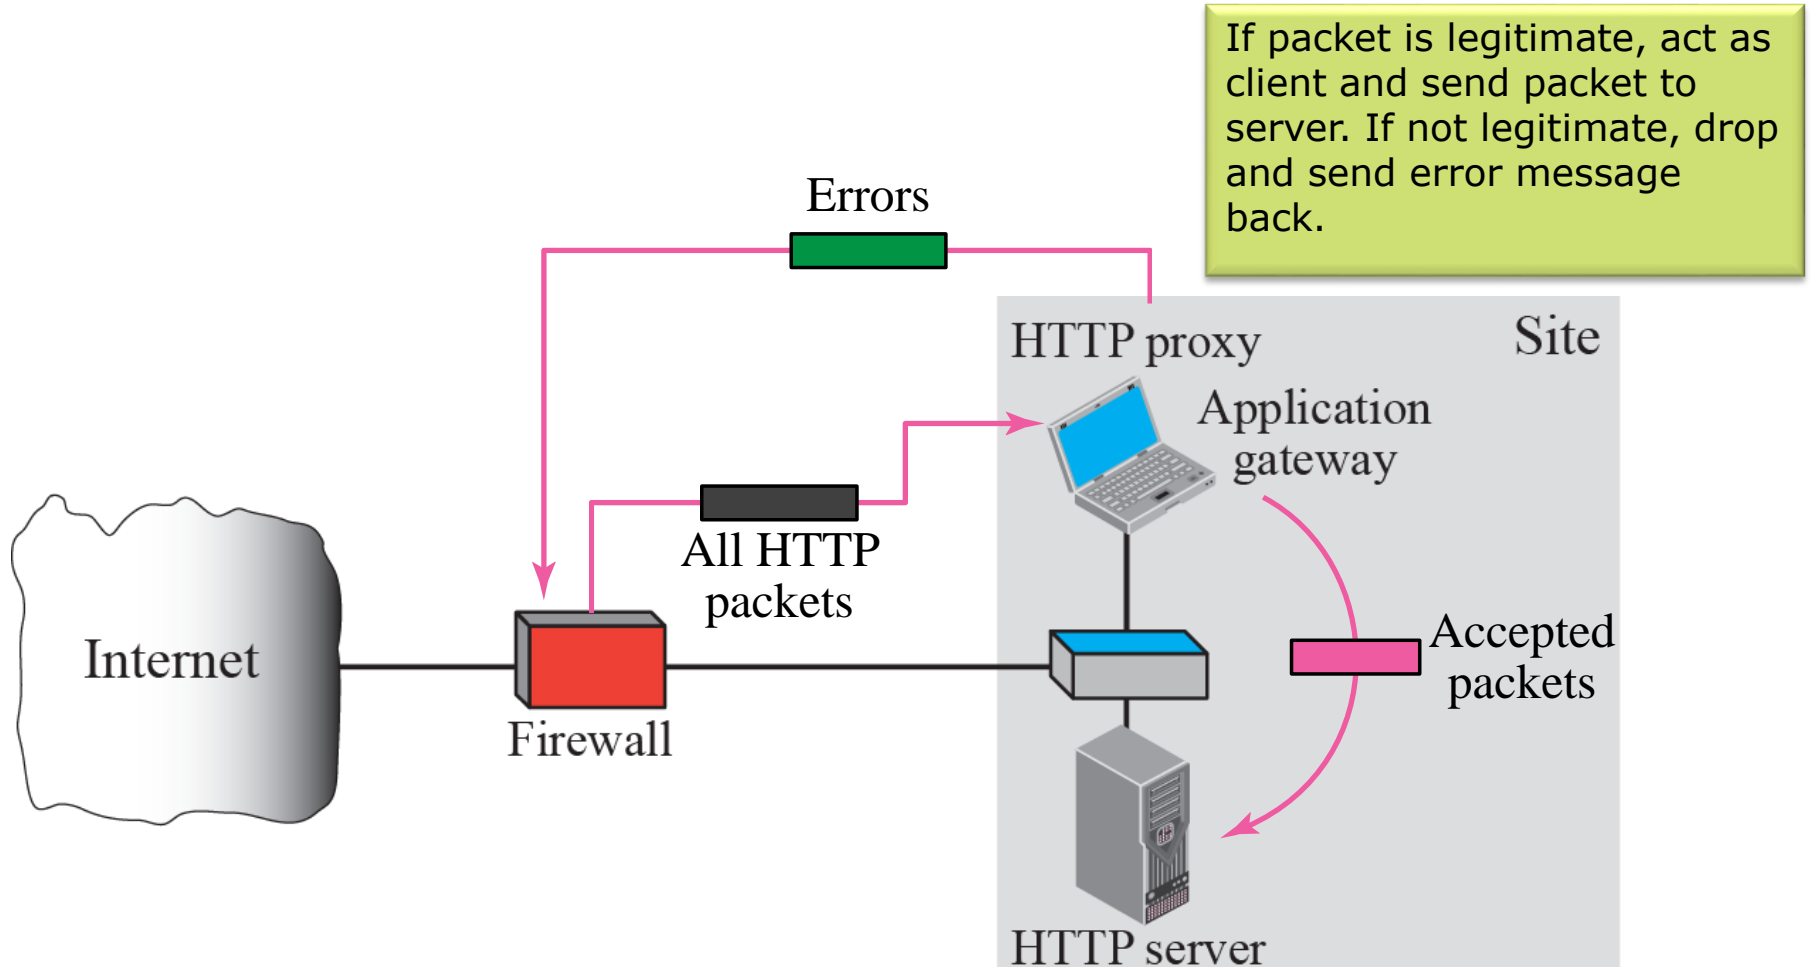 If packet is legitimate, act as
client and send packet to
server. If not legitimate, drop
and send error message
back.
Errors
HTTP proxy
Site
Application
gateway
All HTTP
packets
Internet
Firewall
Accepted
packets
HTTP server